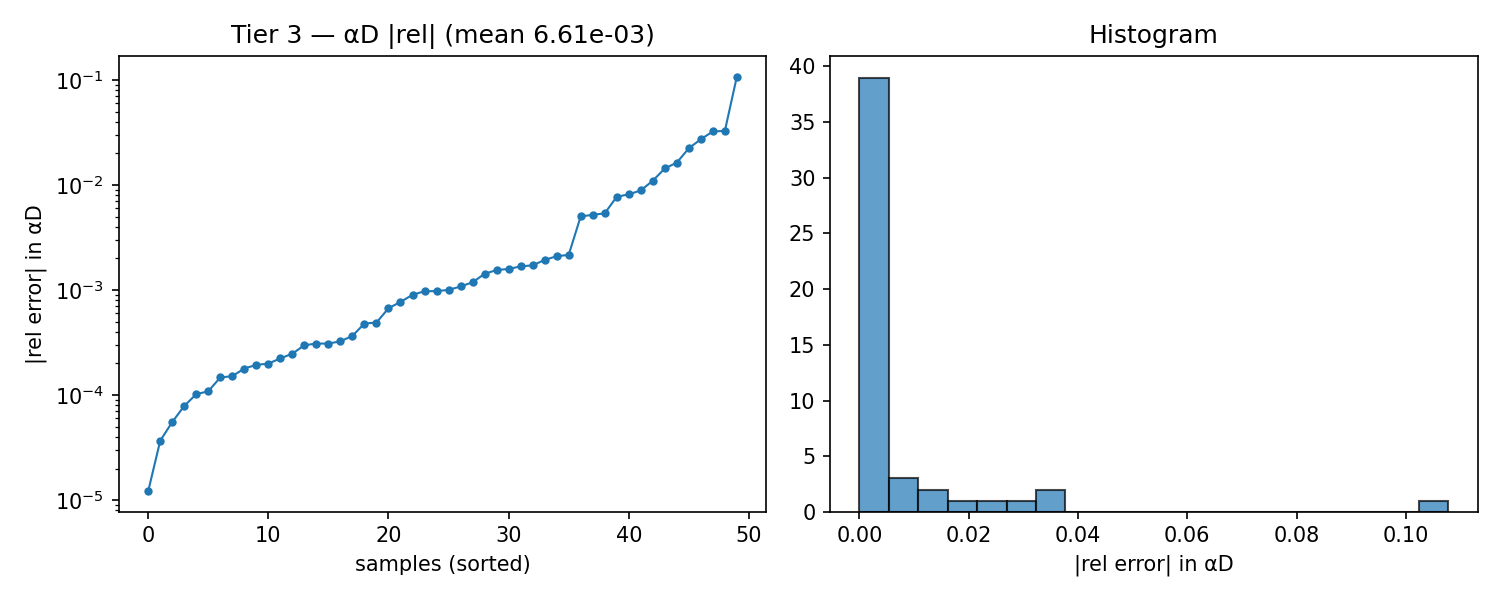 Tier 3 — αD |rel| (mean 6.61e-03)
|rel error| in αD
10⁻¹
10⁻²
10⁻³
10⁻⁴
10⁻⁵
0 10 20 30 40 50
samples (sorted)
Histogram
40
35
30
25
20
15
10
5
0
0.00 0.02 0.04 0.06 0.08 0.10
|rel error| in αD